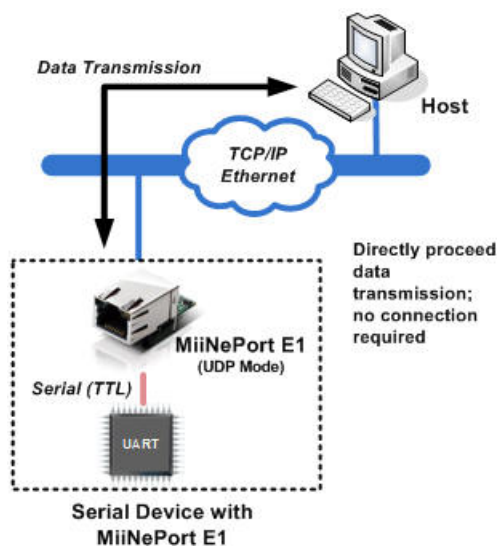 Data Transmission
Host
TCP/IP
Ethernet
Directly proceed
data
transmission;
no connection
required
MiiNePort E1
(UDP Mode)
Serial (TTL)
UART
Serial Device with
MiiNePort E1